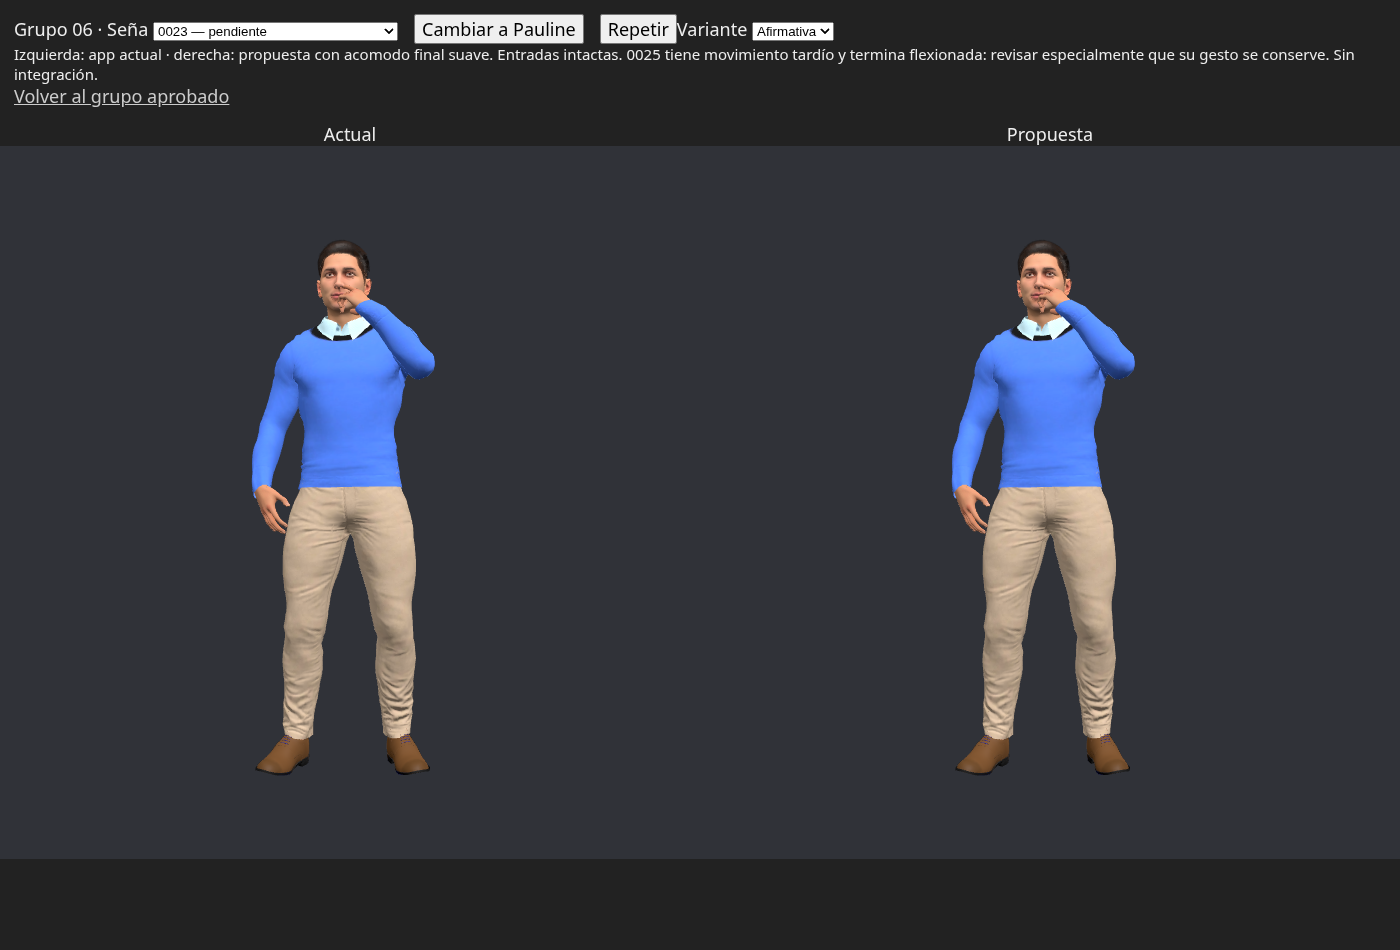 Grupo 06 · Seña 0023 — pendiente Cambiar a Pauline Repetir Variante Afirmativa
Izquierda: app actual · derecha: propuesta con acomodo final suave. Entradas intactas. 0025 tiene movimiento tardío y termina flexionada: revisar especialmente que su gesto se conserve. Sin
integración.
Volver al grupo aprobado
Actual Propuesta